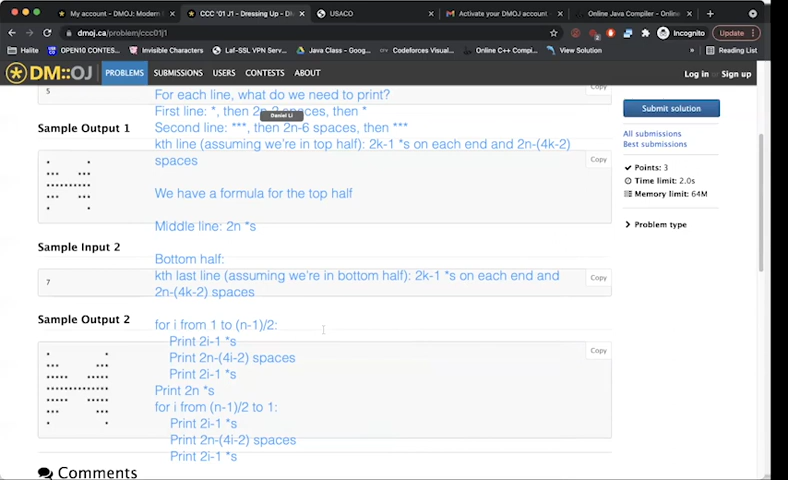 My account - DMOJ: Modern
CCC '01 J1 - Dressing Up - D
USACO
Activate your DMOJ account
Online Java Compiler - Online
dmoj.ca/problem/ccc01j1
Incognito
Update
Halite
OPEN10 CONTES...
Invisible Characters
Laf-SSL VPN Serv...
Java Class - Goog...
Codeforces Visual...
Online C++ Compi...
View Solution
»
Reading List
DM::OJ
PROBLEMS
SUBMISSIONS
USERS
CONTESTS
ABOUT
Log in or Sign up
5
For each line, what do we need to print?
Copy
First line: *, then 2n-2 spaces, then *
Daniel Li
Submit solution
Sample Output 1
Second line: ***, then 2n-6 spaces, then ***
All submissions
kth line (assuming we're in top half): 2k-1 *s on each end and 2n-(4k-2)
Best submissions
spaces
Copy
*        *
***    ***
**********
***    ***
*        *
Points: 3
Time limit: 2.0s
Memory limit: 64M
We have a formula for the top half
Problem type
Middle line: 2n *s
Sample Input 2
Bottom half:
kth last line (assuming we're in bottom half): 2k-1 *s on each end and
7
Copy
2n-(4k-2) spaces
Sample Output 2
for i from 1 to (n-1)/2:
Print 2i-1 *s
Copy
Print 2n-(4i-2) spaces
Print 2i-1 *s
Print 2n *s
for i from (n-1)/2 to 1:
Print 2i-1 *s
Print 2n-(4i-2) spaces
Print 2i-1 *s
*            *
***        ***
*****    *****
**************
*****    *****
***        ***
*            *
Comments